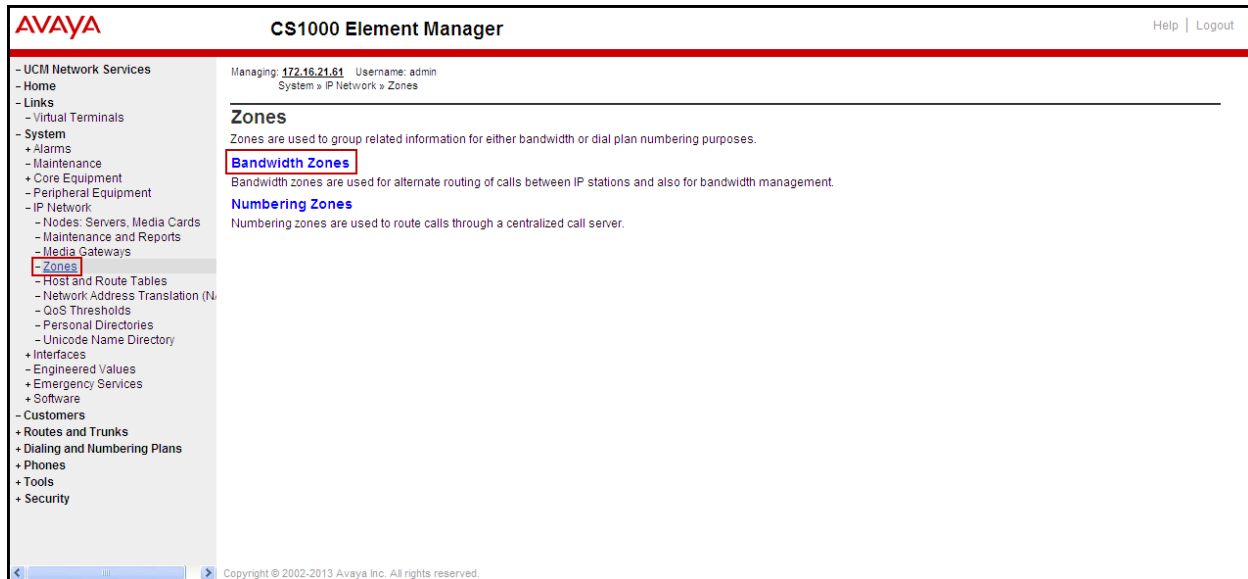 AVAYA
CS1000 Element Manager
Help | Logout
– UCM Network Services
– Home
– Links
– Virtual Terminals
– System
+ Alarms
– Maintenance
+ Core Equipment
– Peripheral Equipment
– IP Network
– Nodes: Servers, Media Cards
– Maintenance and Reports
– Media Gateways
– Zones
– Host and Route Tables
– Network Address Translation (N
– QoS Thresholds
– Personal Directories
– Unicode Name Directory
+ Interfaces
– Engineered Values
+ Emergency Services
+ Software
– Customers
+ Routes and Trunks
+ Dialing and Numbering Plans
+ Phones
+ Tools
+ Security
Managing: 172.16.21.61 Username: admin
System » IP Network » Zones
Zones
Zones are used to group related information for either bandwidth or dial plan numbering purposes.
Bandwidth Zones
Bandwidth zones are used for alternate routing of calls between IP stations and also for bandwidth management.
Numbering Zones
Numbering zones are used to route calls through a centralized call server.
Copyright © 2002-2013 Avaya Inc. All rights reserved.